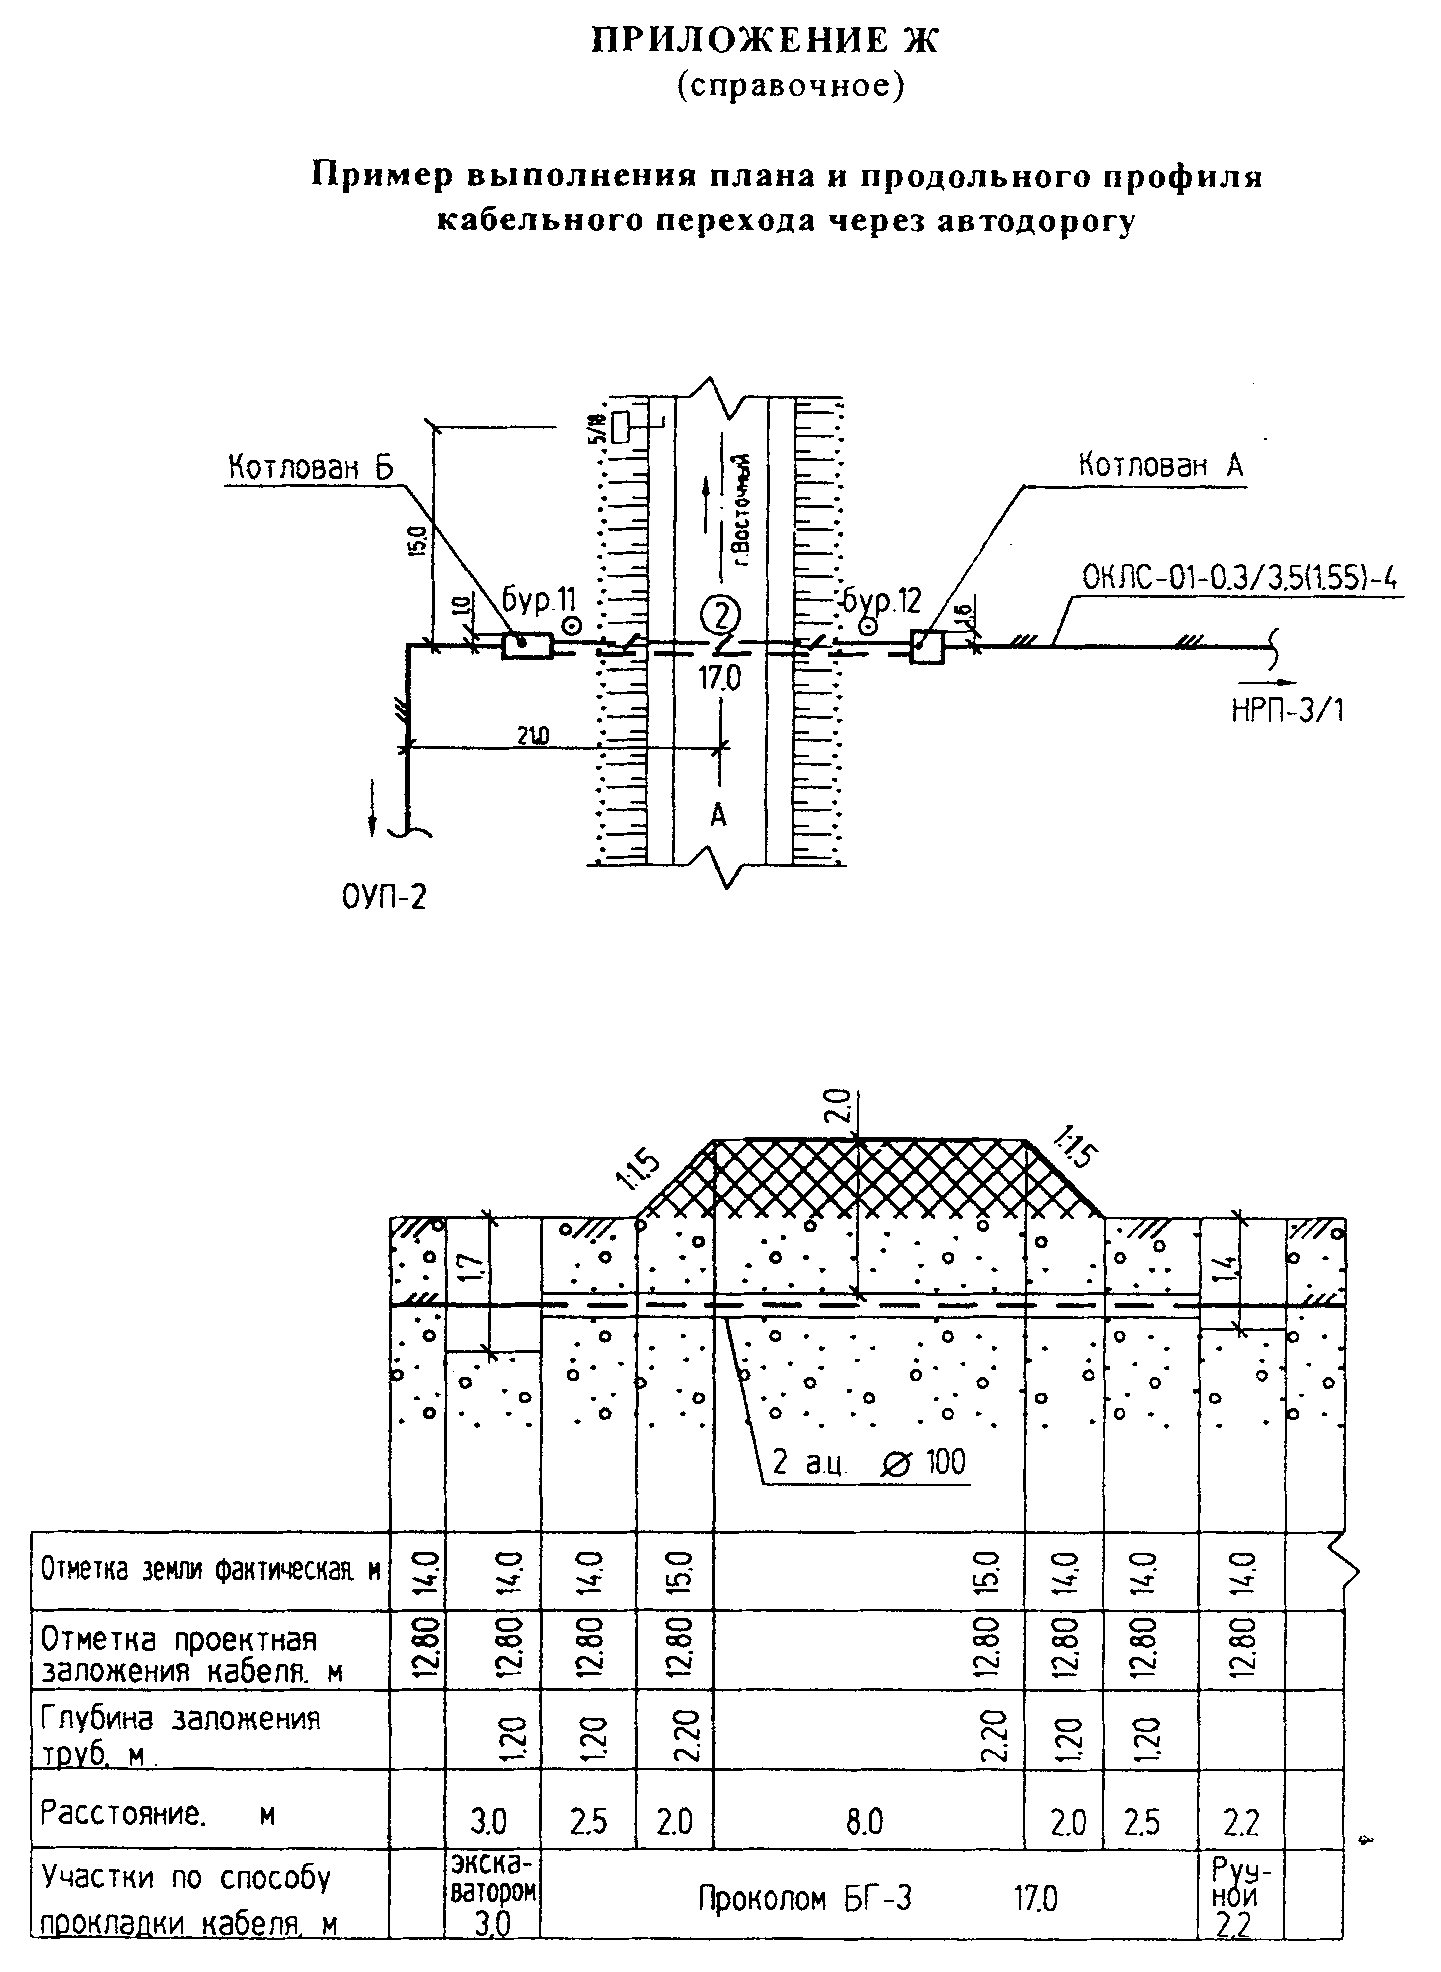 ПРИЛОЖЕНИЕ Ж
(справочное)
Пример выполнения плана и продольного профиля
кабельного перехода через автодорогу
5/18
Котлован Б
Котлован А
г.Восточный
15.0
ОКЛС-01-0.3/3.5(1.55)-4
1.0
бур.11
2
бур.12
1.6
17.0
НРП-3/1
21.0
А
ОУП-2
2.0
1:1.5
1:1.5
1.7
1.4
2 а.ц. Ø 100
Отметка земли фактическая. м 14.0 14.0 14.0 15.0 15.0 14.0 14.0 14.0
Отметка проектная
заложения кабеля. м 12.80 12.80 12.80 12.80 12.80 12.80 12.80 12.80
Глубина заложения
труб. м. 1.20 1.20 2.20 2.20 1.20 1.20
Расстояние. м 3.0 2.5 2.0 8.0 2.0 2.5 2.2
Участки по способу
прокладки кабеля. м
экска-
ватором
3.0
Проколом БГ-3 17.0
Руч-
ной
2.2